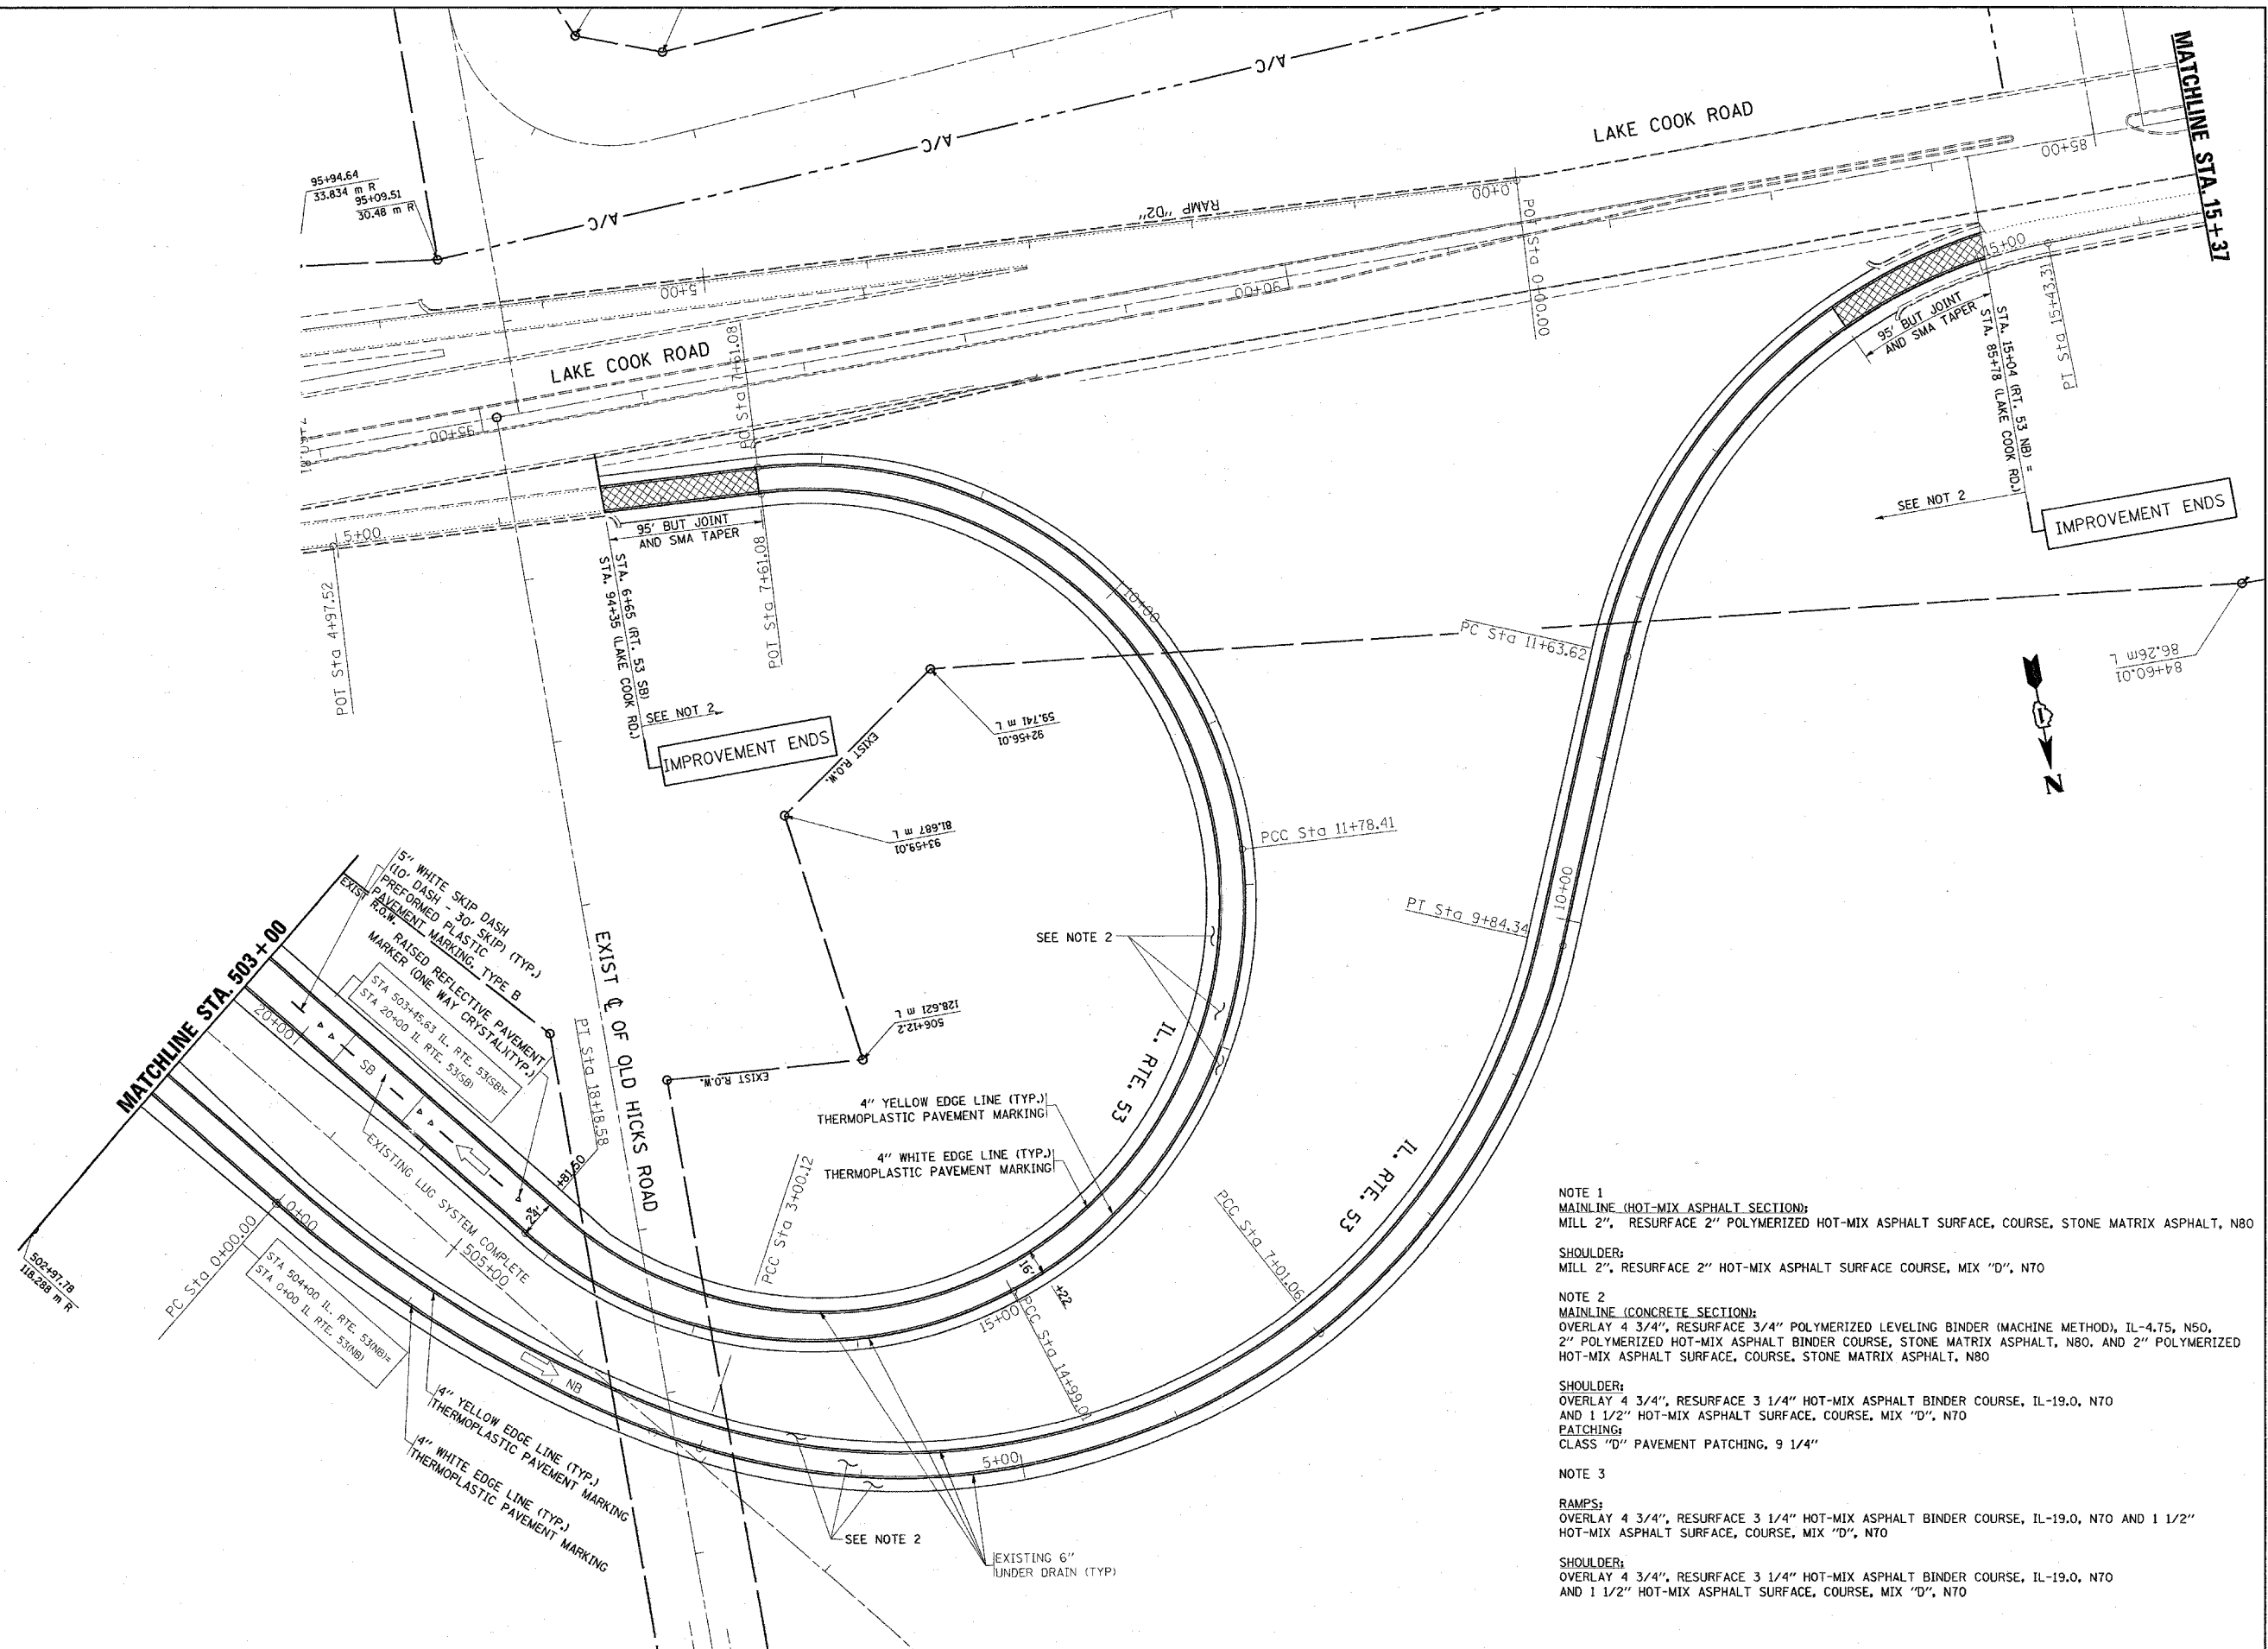 MATCHLINE STA. 15+37
LAKE COOK ROAD
85+00
A/C
A/C
A/C
95+94.64
33.834 m R
95+09.51
30.48 m R
RAMP "D2"
0+00
PO
Sta 0+00.00
5+00
90+00
95+00
LAKE COOK ROAD
Sta 7+61.08
15+00
PI Sta 15+43.31
95' BUT JOINT
AND SMA TAPER
STA. 15+04 (RT. 53 NB) =
STA. 85+78 (LAKE COOK RD.)
SEE NOT 2
IMPROVEMENT ENDS
5+00
POT Sta 4+97.52
95' BUT JOINT
AND SMA TAPER
STA. 6+65 (RT. 53 SB)
STA. 94+35 (LAKE COOK RD.)
POT Sta 7+61.08
SEE NOT 2
IMPROVEMENT ENDS
10+00
PC Sta 11+63.62
84+60.01
86.26m L
N
92+56.01
59.741 m L
EXIST R.O.W.
93+59.01
81.687 m L
PCC Sta 11+78.41
10+00
PI Sta 9+84.34
SEE NOTE 2
506+12.2
128.621 m L
EXIST R.O.W.
EXIST ℄ OF OLD HICKS ROAD
5" WHITE SKIP DASH
(10' DASH - 30' SKIP) (TYP.)
PREFORMED PLASTIC
PAVEMENT MARKING, TYPE B
EXIST R.O.W.
RAISED REFLECTIVE PAVEMENT
MARKER (ONE WAY CRYSTAL)(TYP.)
STA 503+45.63 IL. RTE. 53(SB)=
STA 20+00 IL RTE. 53(SB)
MATCHLINE STA. 503+00
20+00
SB
PI Sta 18+18.58
+81.50
24'
EXISTING LUG SYSTEM COMPLETE
505+00
502+97.78
118.288 m R
PC Sta 0+00.00
0+00
STA 504+00 IL. RTE. 53(NB)=
STA 0+00 IL RTE. 53(NB)
NB
4" YELLOW EDGE LINE (TYP.)
THERMOPLASTIC PAVEMENT MARKING
4" WHITE EDGE LINE (TYP.)
THERMOPLASTIC PAVEMENT MARKING
4" YELLOW EDGE LINE (TYP.)
THERMOPLASTIC PAVEMENT MARKING
4" WHITE EDGE LINE (TYP.)
THERMOPLASTIC PAVEMENT MARKING
IL. RTE. 53
IL. RTE. 53
PCC Sta 3+00.12
PCC Sta 7+01.06
16'
+22
15+00
PCC Sta 14+99.01
5+00
SEE NOTE 2
EXISTING 6"
UNDER DRAIN (TYP)
NOTE 1
MAINLINE (HOT-MIX ASPHALT SECTION):
MILL 2", RESURFACE 2" POLYMERIZED HOT-MIX ASPHALT SURFACE, COURSE, STONE MATRIX ASPHALT, N80
SHOULDER:
MILL 2", RESURFACE 2" HOT-MIX ASPHALT SURFACE COURSE, MIX "D", N70
NOTE 2
MAINLINE (CONCRETE SECTION):
OVERLAY 4 3/4", RESURFACE 3/4" POLYMERIZED LEVELING BINDER (MACHINE METHOD), IL-4.75, N50,
2" POLYMERIZED HOT-MIX ASPHALT BINDER COURSE, STONE MATRIX ASPHALT, N80, AND 2" POLYMERIZED
HOT-MIX ASPHALT SURFACE, COURSE, STONE MATRIX ASPHALT, N80
SHOULDER:
OVERLAY 4 3/4", RESURFACE 3 1/4" HOT-MIX ASPHALT BINDER COURSE, IL-19.0, N70
AND 1 1/2" HOT-MIX ASPHALT SURFACE, COURSE, MIX "D", N70
PATCHING:
CLASS "D" PAVEMENT PATCHING, 9 1/4"
NOTE 3
RAMPS:
OVERLAY 4 3/4", RESURFACE 3 1/4" HOT-MIX ASPHALT BINDER COURSE, IL-19.0, N70 AND 1 1/2"
HOT-MIX ASPHALT SURFACE, COURSE, MIX "D", N70
SHOULDER:
OVERLAY 4 3/4", RESURFACE 3 1/4" HOT-MIX ASPHALT BINDER COURSE, IL-19.0, N70
AND 1 1/2" HOT-MIX ASPHALT SURFACE, COURSE, MIX "D", N70